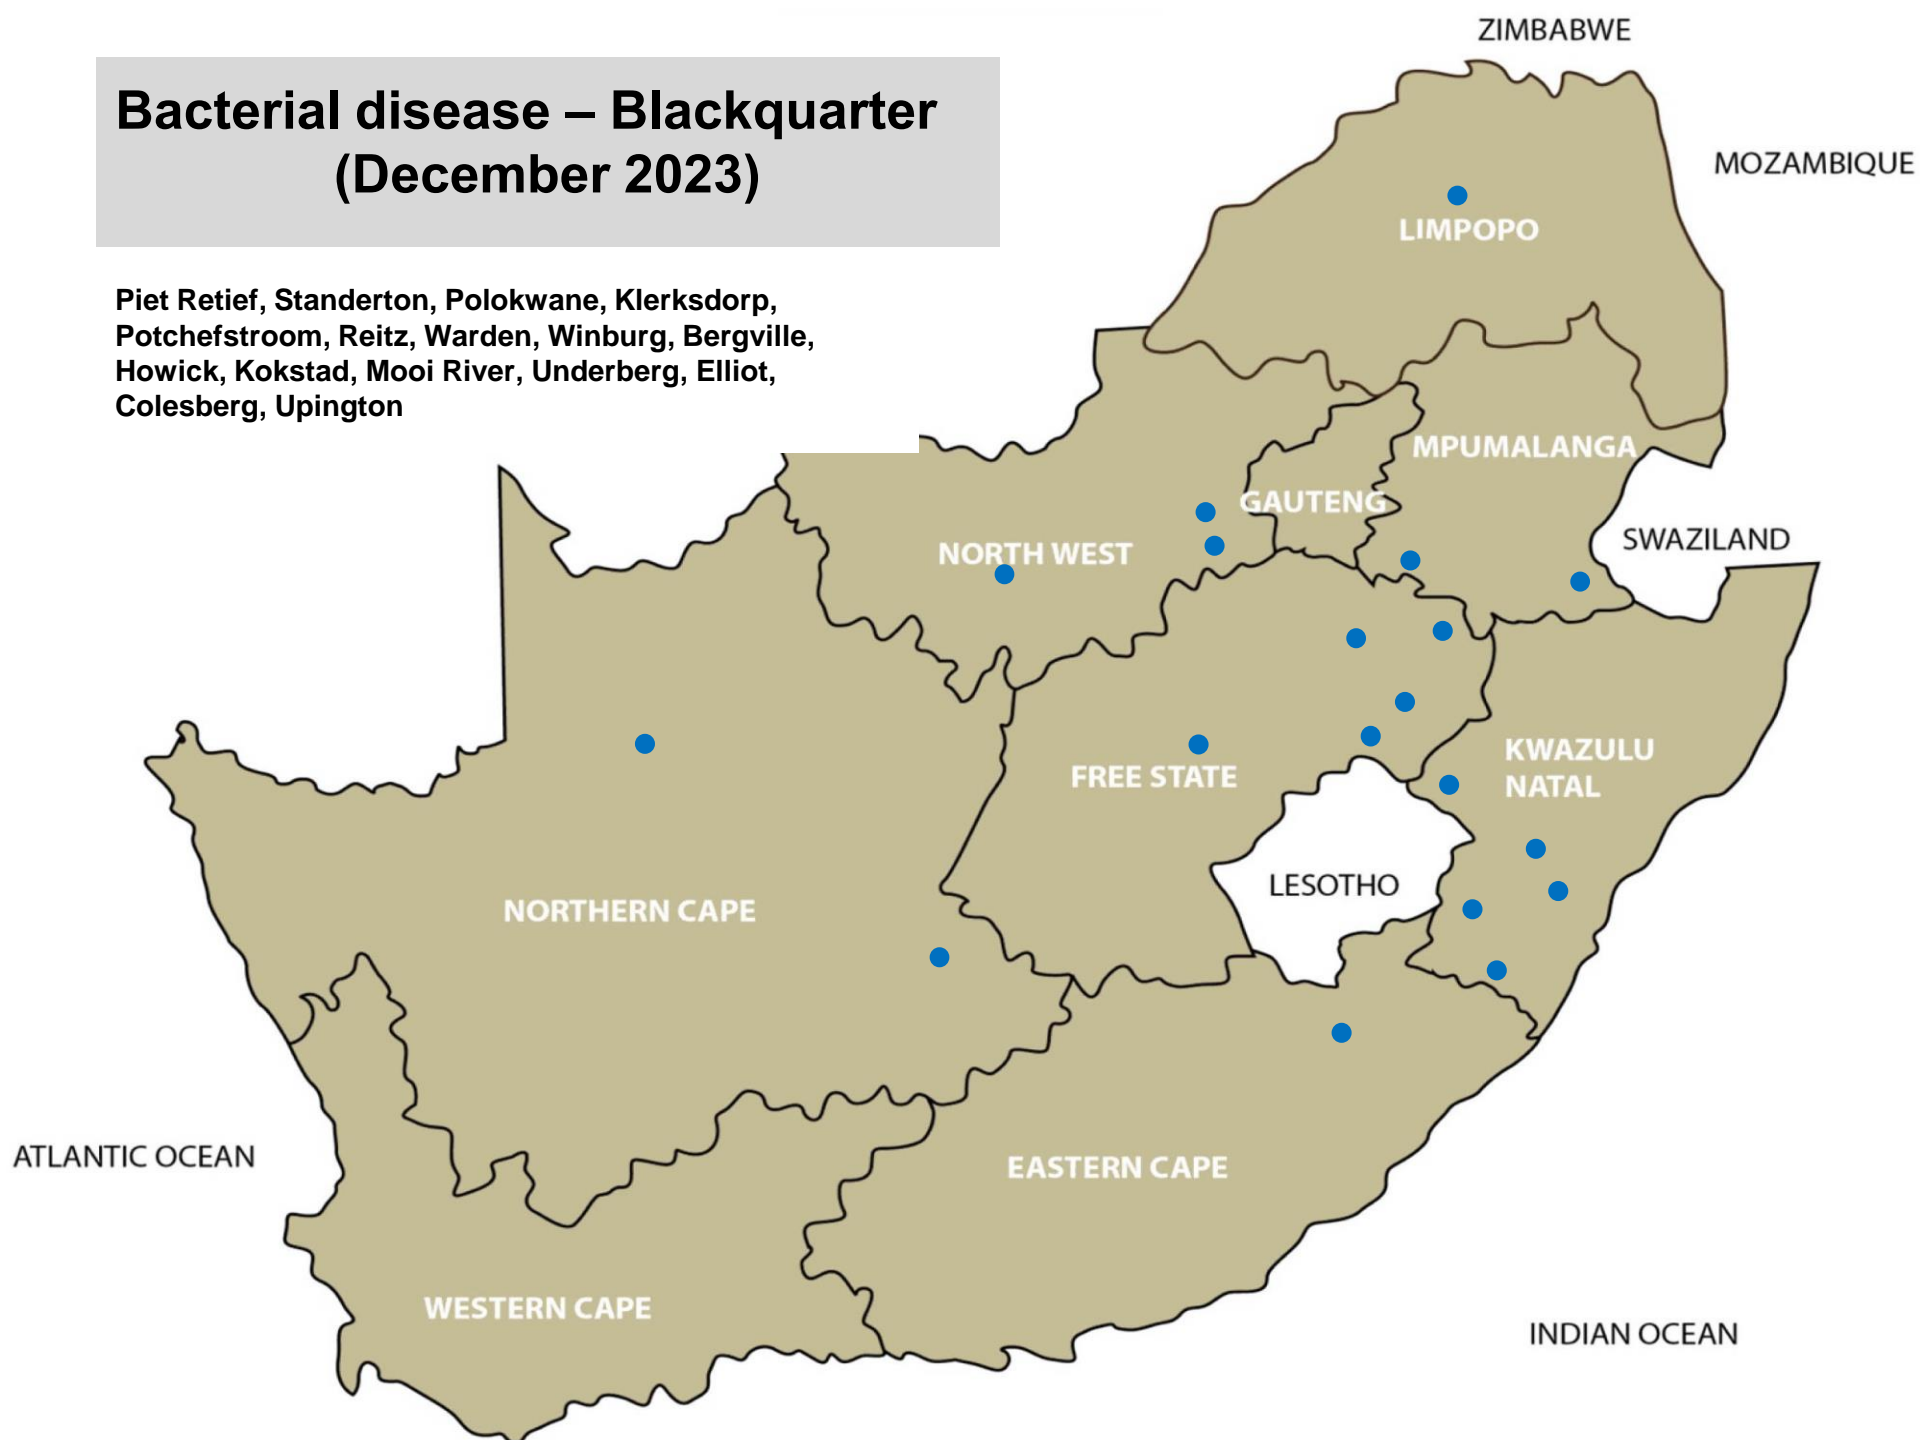 Bacterial disease – Blackquarter
(December 2023)
Piet Retief, Standerton, Polokwane, Klerksdorp,
Potchefstroom, Reitz, Warden, Winburg, Bergville,
Howick, Kokstad, Mooi River, Underberg, Elliot,
Colesberg, Upington
ZIMBABWE
MOZAMBIQUE
LIMPOPO
MPUMALANGA
GAUTENG
SWAZILAND
NORTH WEST
KWAZULU
NATAL
FREE STATE
LESOTHO
NORTHERN CAPE
ATLANTIC OCEAN
EASTERN CAPE
WESTERN CAPE
INDIAN OCEAN